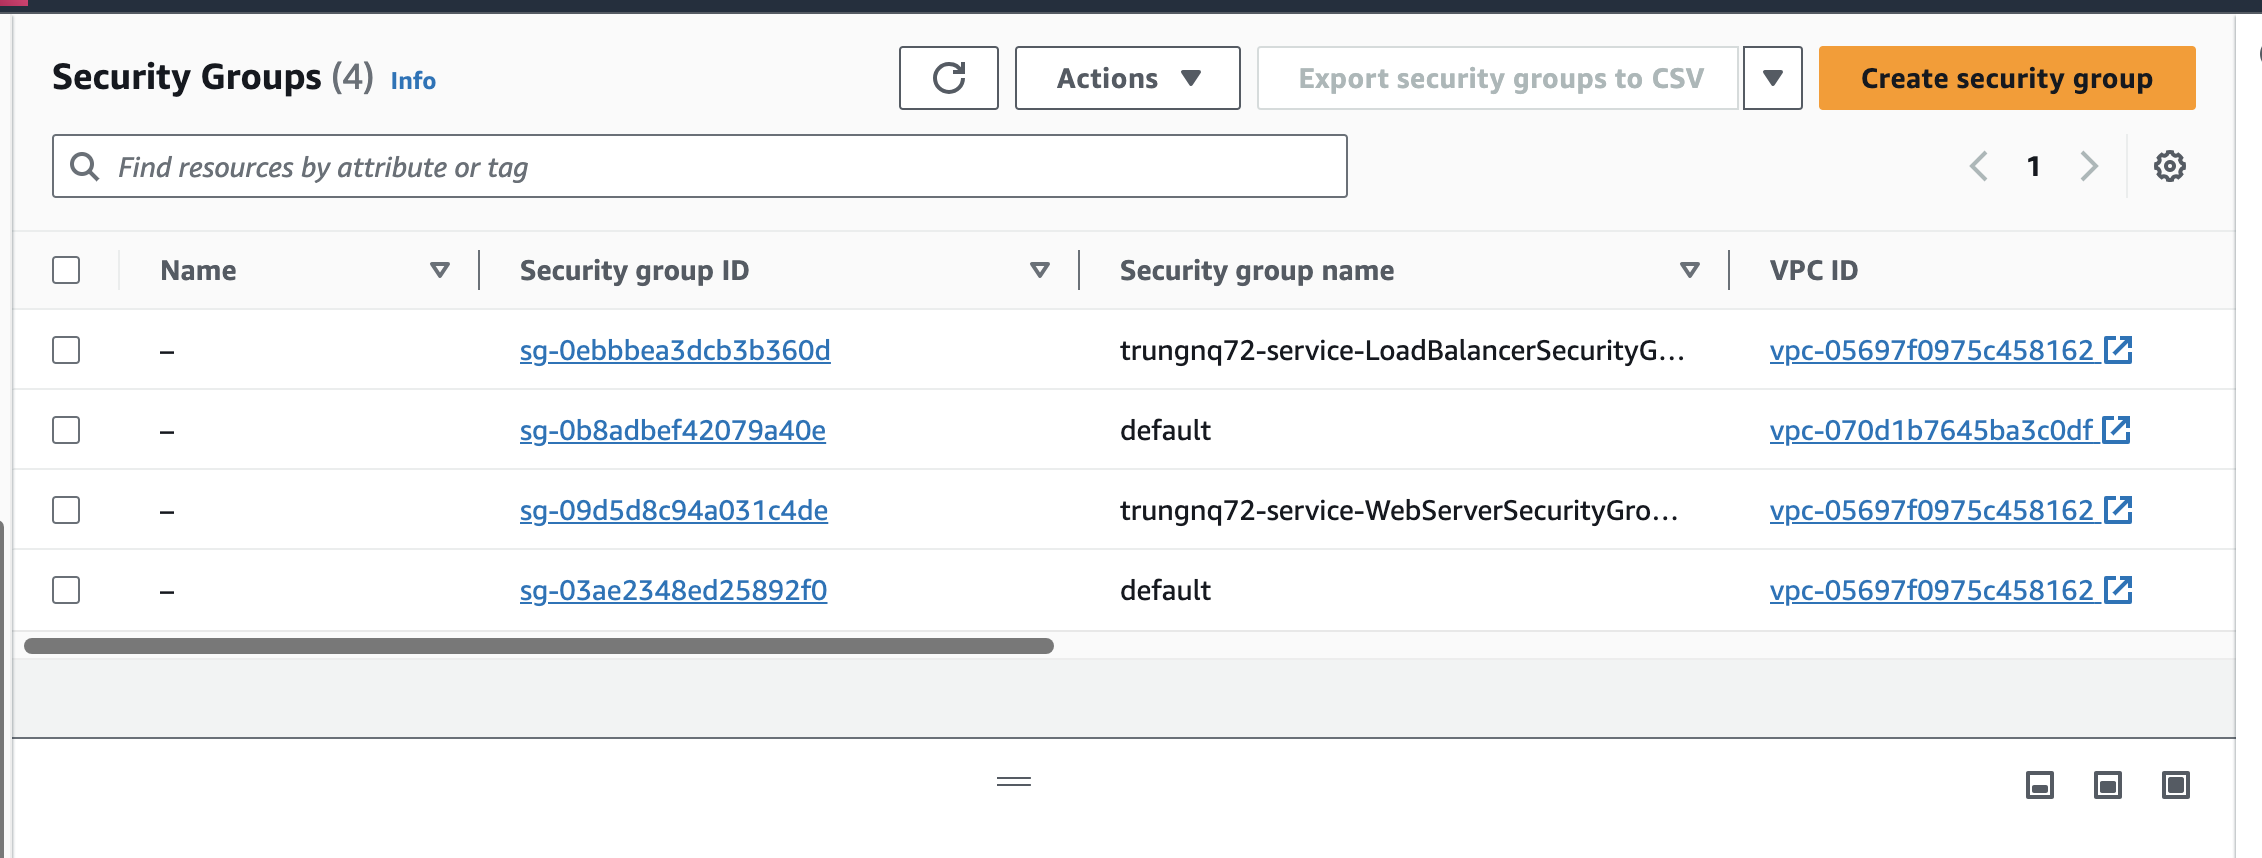 Security Groups (4) Info
Actions
Export security groups to CSV
Create security group
Find resources by attribute or tag
1
Name Security group ID Security group name VPC ID
– sg-0ebbbea3dcb3b360d trungnq72-service-LoadBalancerSecurityG... vpc-05697f0975c458162
– sg-0b8adbef42079a40e default vpc-070d1b7645ba3c0df
– sg-09d5d8c94a031c4de trungnq72-service-WebServerSecurityGro... vpc-05697f0975c458162
– sg-03ae2348ed25892f0 default vpc-05697f0975c458162